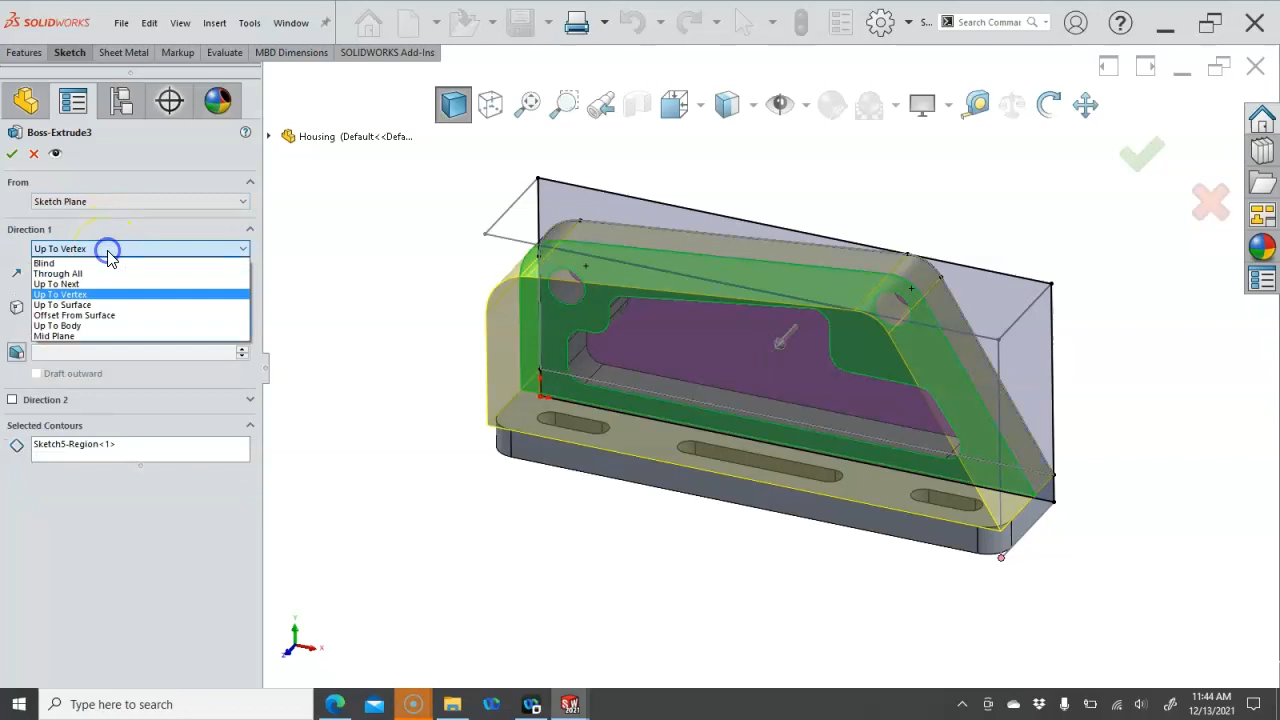 SOLIDWORKS File Edit View Insert Tools Window S... Search Commar
Features Sketch Sheet Metal Markup Evaluate MBD Dimensions SOLIDWORKS Add-Ins
Boss-Extrude3
Housing (Default<<Defa...
From
Sketch Plane
Direction 1
Up To Vertex
Blind
Through All
Up To Next
Up To Vertex
Up To Surface
Offset From Surface
Up To Body
Mid Plane
Draft outward
Direction 2
Selected Contours
Sketch5-Region<1>
Y
X
Z
Type here to search
SW
2021
11:44 AM
12/13/2021